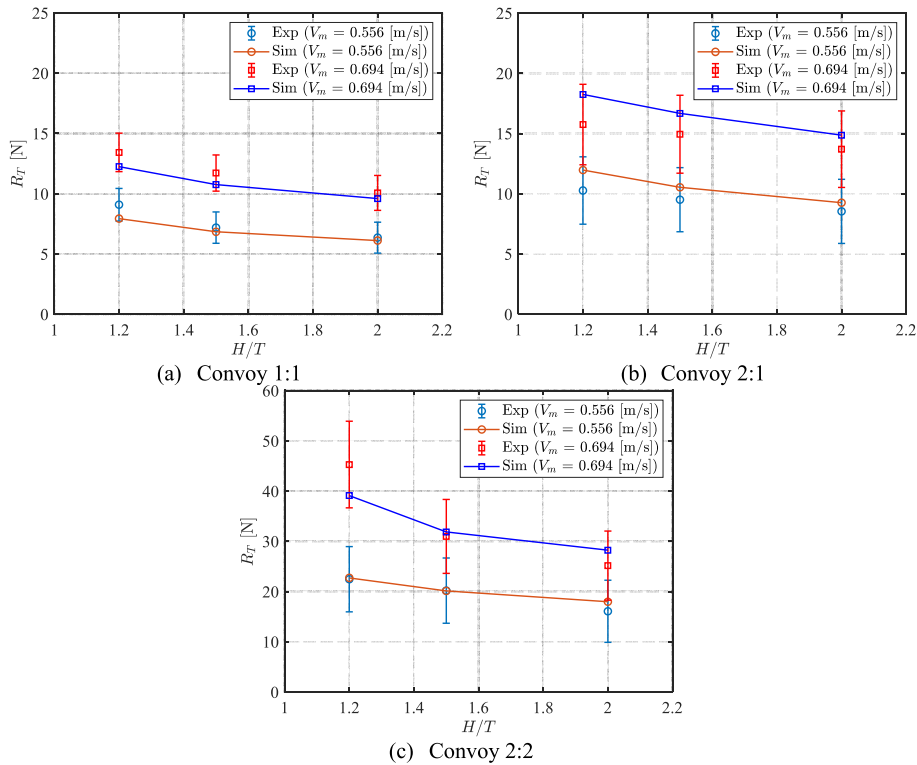 25
20
15
10
5
0
R_T [N]
1
1.2
1.4
1.6
1.8
2
2.2
H/T
Exp (V_m = 0.556 [m/s])
Sim (V_m = 0.556 [m/s])
Exp (V_m = 0.694 [m/s])
Sim (V_m = 0.694 [m/s])
(a) Convoy 1:1
25
20
15
10
5
0
R_T [N]
1
1.2
1.4
1.6
1.8
2
2.2
H/T
Exp (V_m = 0.556 [m/s])
Sim (V_m = 0.556 [m/s])
Exp (V_m = 0.694 [m/s])
Sim (V_m = 0.694 [m/s])
(b) Convoy 2:1
60
50
40
30
20
10
0
R_T [N]
1
1.2
1.4
1.6
1.8
2
2.2
H/T
Exp (V_m = 0.556 [m/s])
Sim (V_m = 0.556 [m/s])
Exp (V_m = 0.694 [m/s])
Sim (V_m = 0.694 [m/s])
(c) Convoy 2:2